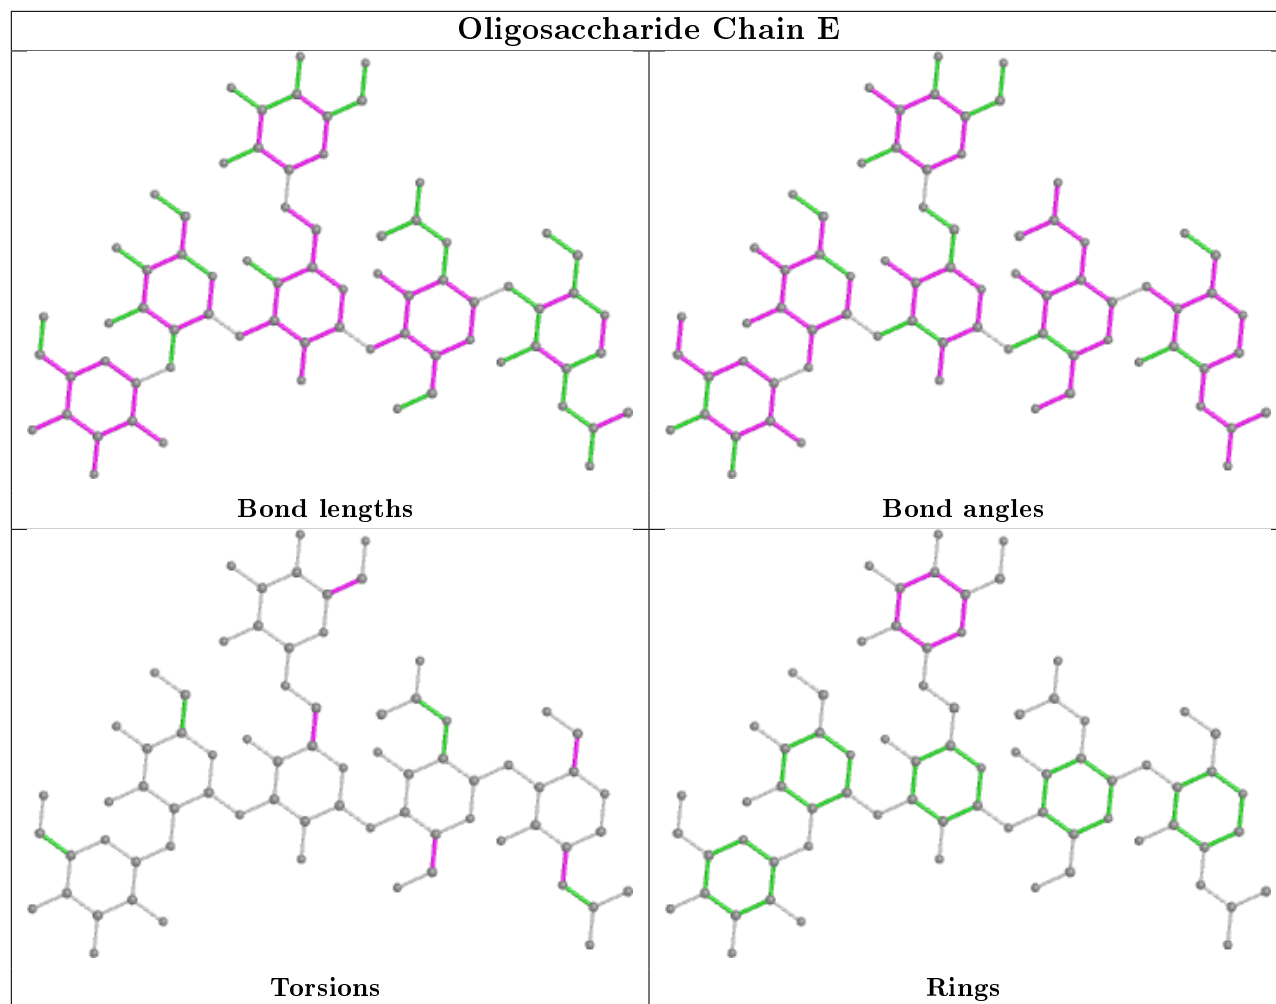 Oligosaccharide Chain E
Bond lengths
Bond angles
Torsions
Rings